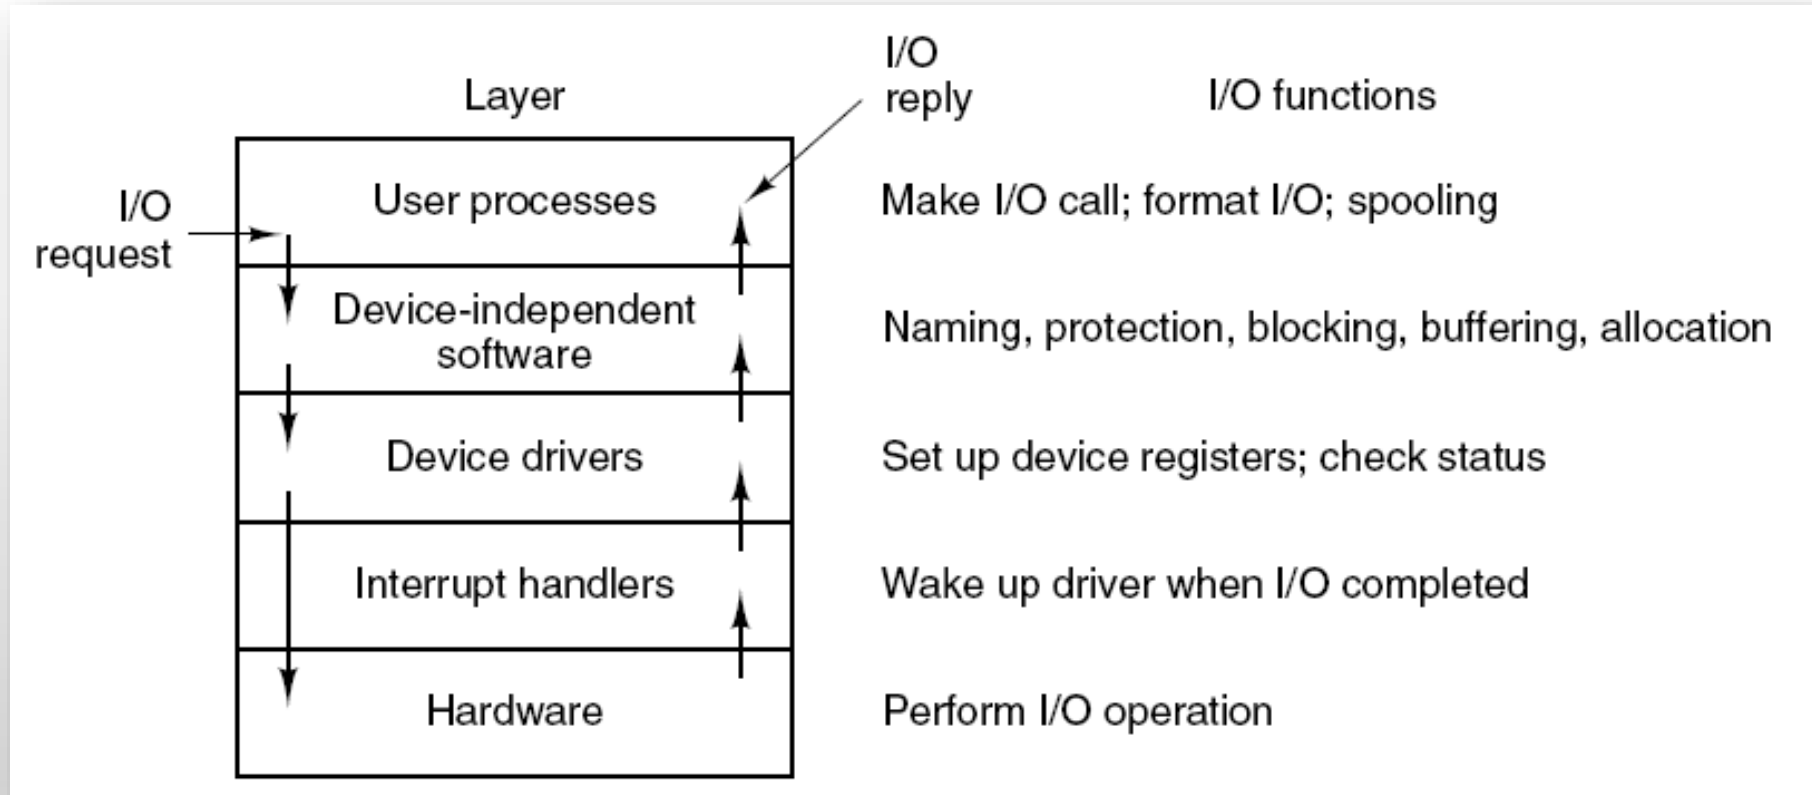 I/O
reply
Layer
I/O functions
I/O
request
User processes
Make I/O call; format I/O; spooling
Device-independent
software
Naming, protection, blocking, buffering, allocation
Device drivers
Set up device registers; check status
Interrupt handlers
Wake up driver when I/O completed
Hardware
Perform I/O operation